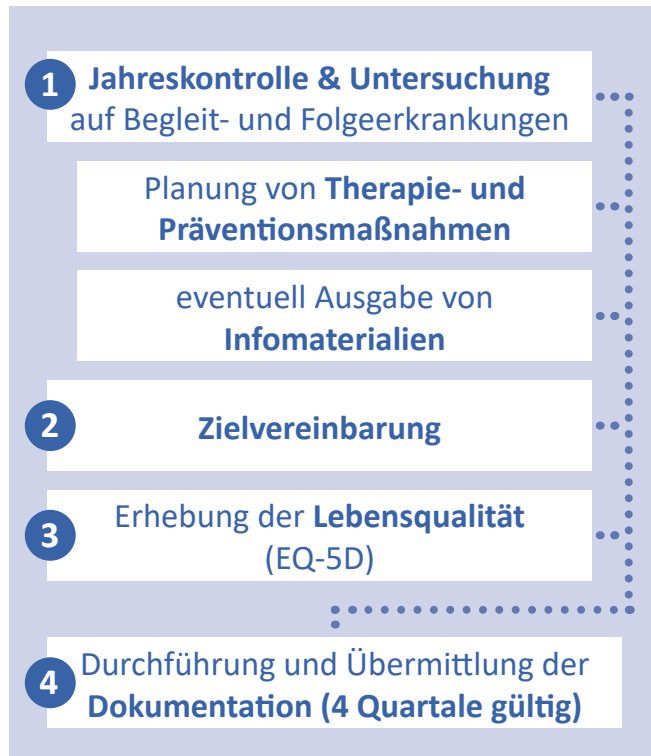 1 Jahreskontrolle & Untersuchung
auf Begleit- und Folgeerkrankungen
Planung von Therapie- und
Präventionsmaßnahmen
eventuell Ausgabe von
Infomaterialien
2 Zielvereinbarung
3 Erhebung der Lebensqualität
(EQ-5D)
4 Durchführung und Übermittlung der
Dokumentation (4 Quartale gültig)